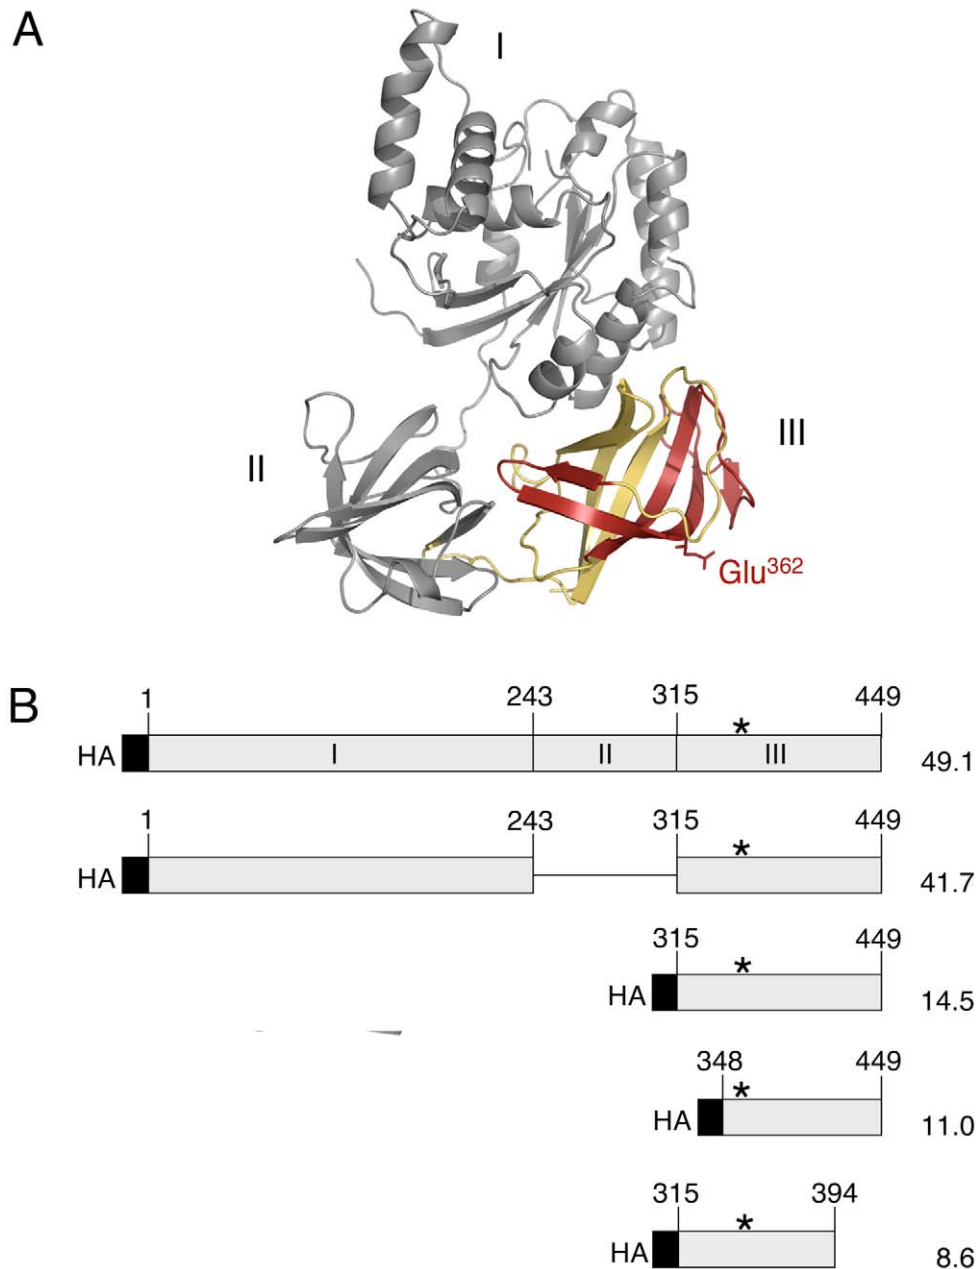 A
I
II
III
Glu³⁶²
B
1 243 315 449
*
HA I II III 49.1
1 243 315 449
*
HA 41.7
315 449
*
HA 14.5
348 449
*
HA 11.0
315 394
*
HA 8.6